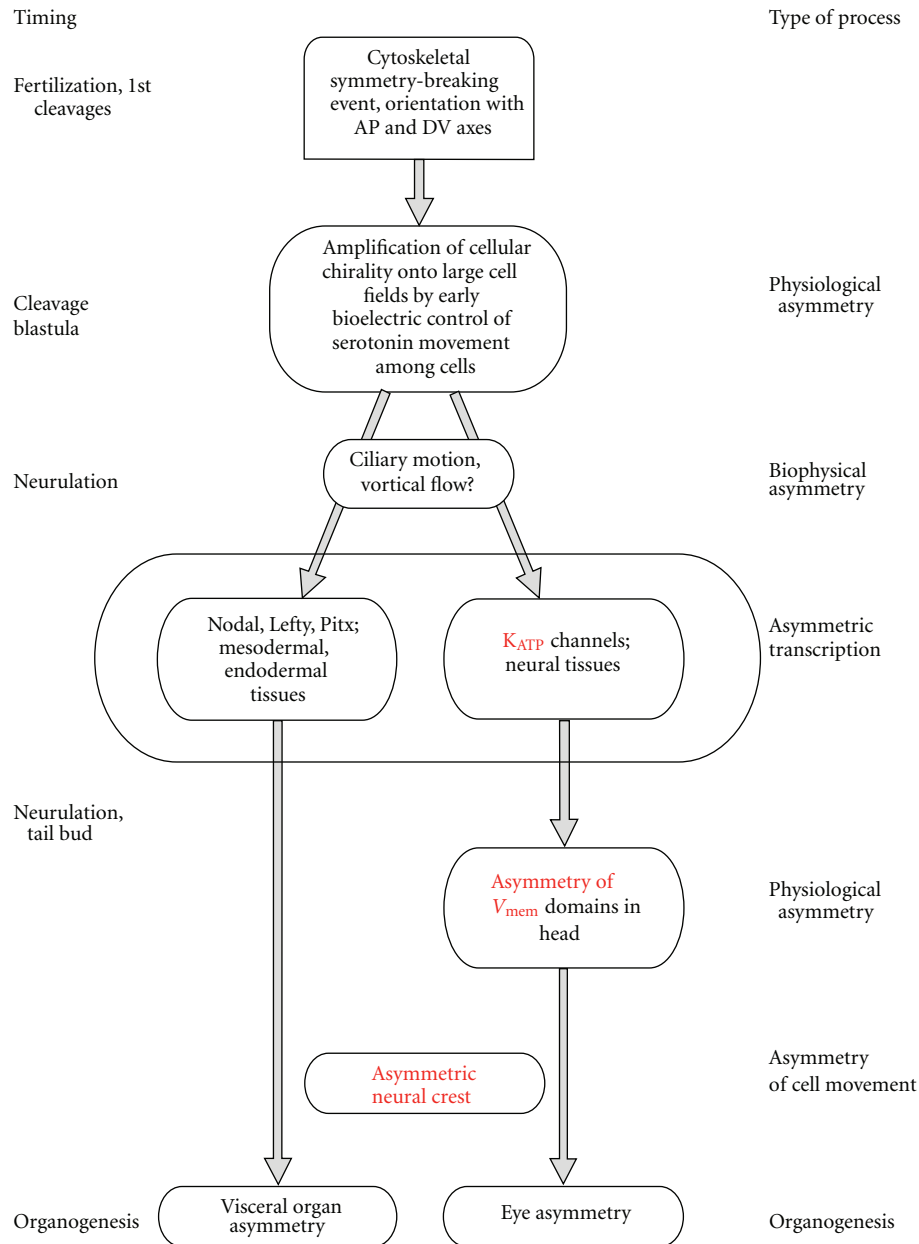 Timing
Type of process
Fertilization, 1st
cleavages
Cytoskeletal
symmetry-breaking
event, orientation with
AP and DV axes
Cleavage
blastula
Amplification of cellular
chirality onto large cell
fields by early
bioelectric control of
serotonin movement
among cells
Physiological
asymmetry
Neurulation
Ciliary motion,
vortical flow?
Biophysical
asymmetry
Nodal, Lefty, Pitx;
mesodermal,
endodermal
tissues
K_ATP channels;
neural tissues
Asymmetric
transcription
Neurulation,
tail bud
Asymmetry of
V_mem domains in
head
Physiological
asymmetry
Asymmetric
neural crest
Asymmetry
of cell movement
Organogenesis
Visceral organ
asymmetry
Eye asymmetry
Organogenesis